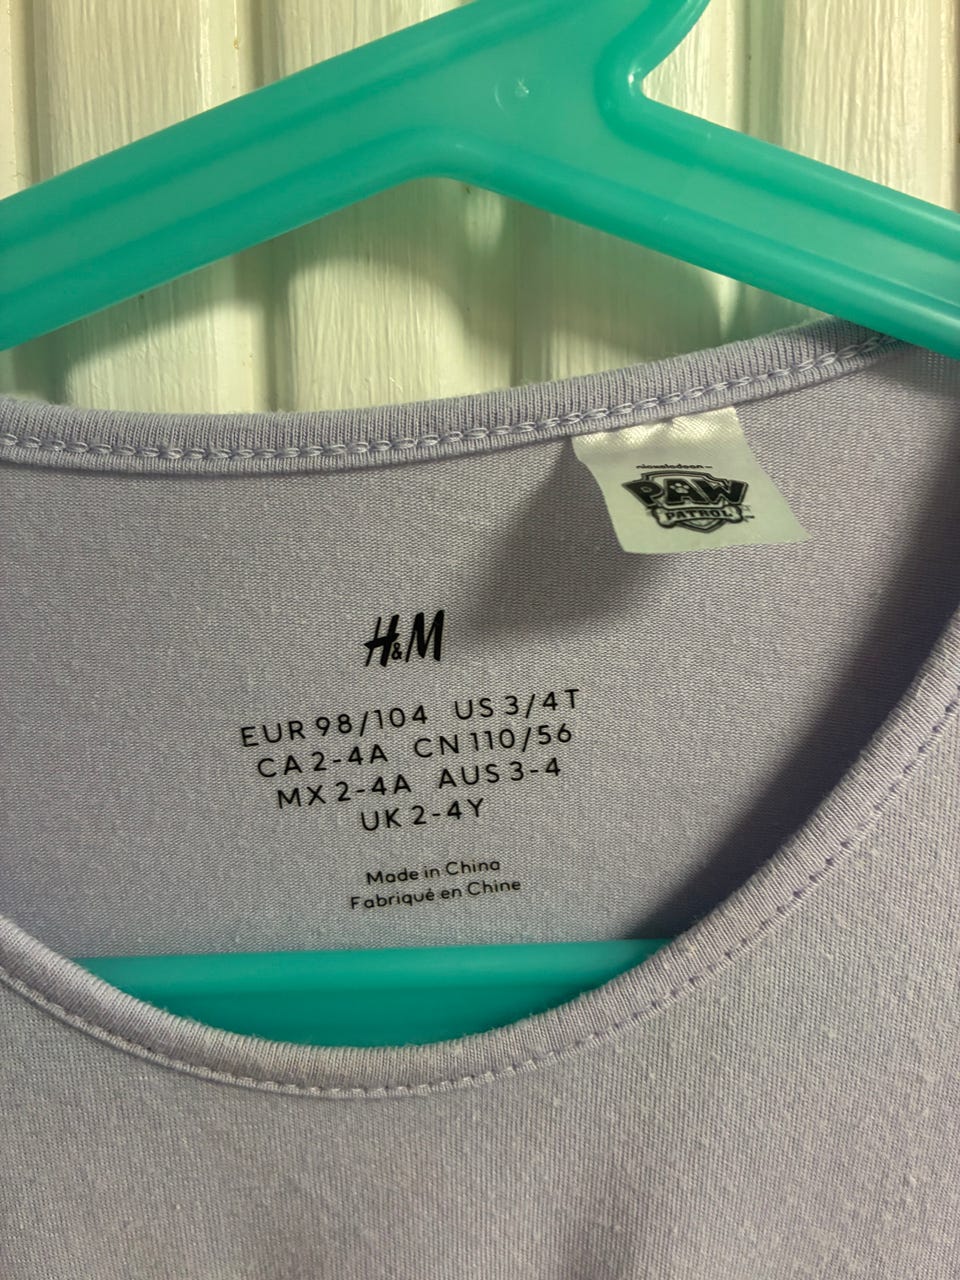 nickelodeon
PAW
PATROL
H&M
EUR 98/104 US 3/4T
CA 2-4A CN 110/56
MX 2-4A AUS 3-4
UK 2-4Y
Made in China
Fabriqué en Chine